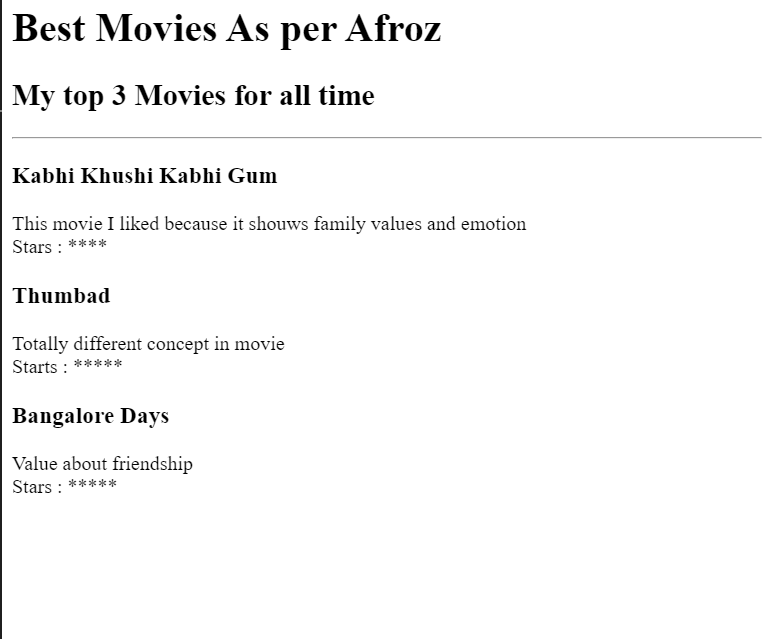 Best Movies As per Afroz
My top 3 Movies for all time
Kabhi Khushi Kabhi Gum
This movie I liked because it shouws family values and emotion
Stars : ****
Thumbad
Totally different concept in movie
Starts : *****
Bangalore Days
Value about friendship
Stars : *****